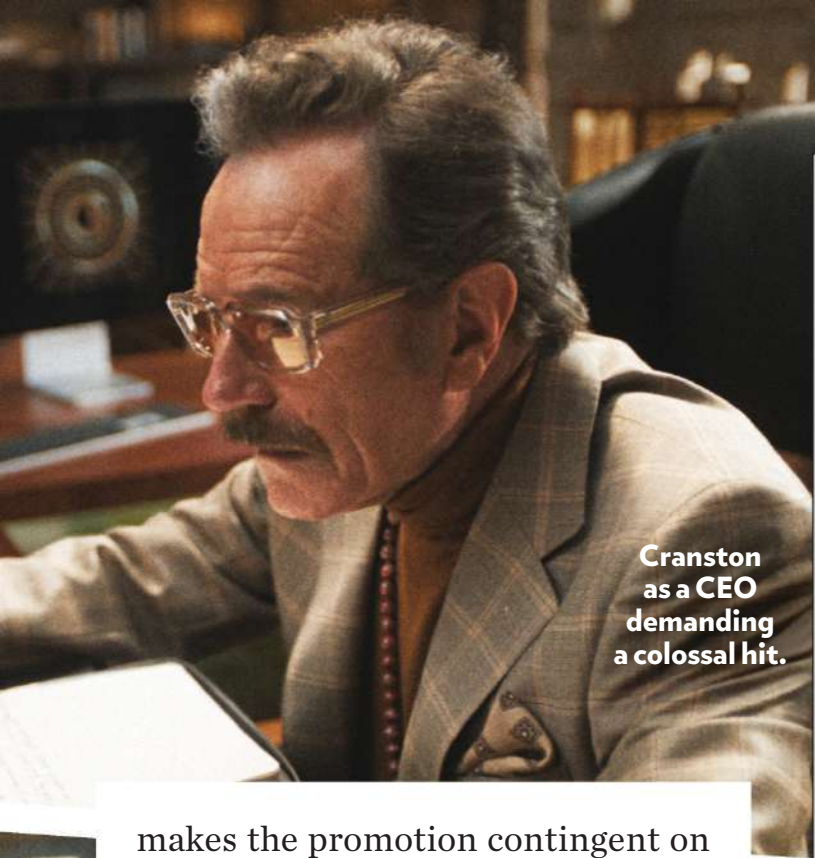 Cranston
as a CEO
demanding
a colossal hit.
makes the promotion contingent on